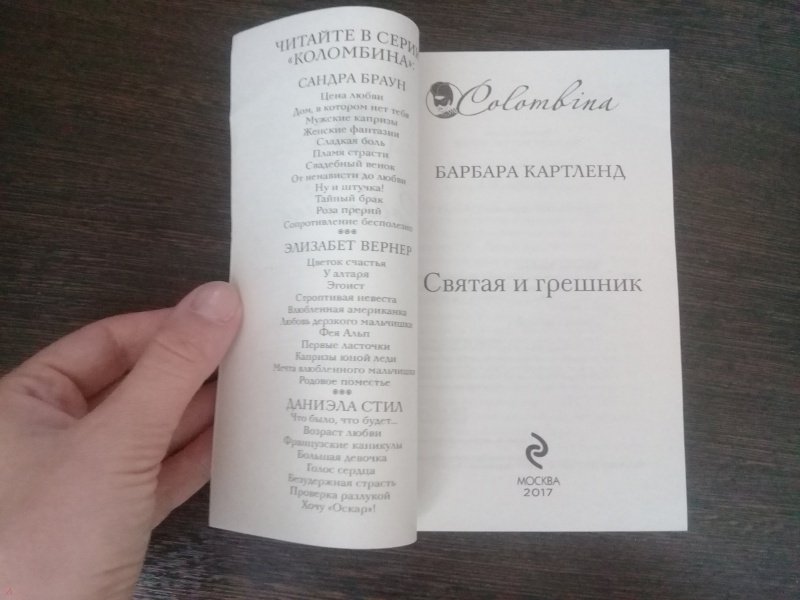 ЧИТАЙТЕ В СЕРИИ
«КОЛОМБИНА»:
САНДРА БРАУН
Цена любви
Дом, в котором нет тебя
Мужские капризы
Женские фантазии
Сладкая боль
Пламя страсти
Свадебный венок
От ненависти до любви
Ну и штучка!
Тайный брак
Роза прерий
Сопротивление бесполезно
ЭЛИЗАБЕТ ВЕРНЕР
Цветок счастья
У алтаря
Эгоист
Строптивая невеста
Влюбленная американка
Любовь дерзкого мальчишки
Фея Альп
Первые ласточки
Капризы юной леди
Мечта влюбленного мальчишки
Родовое поместье
ДАНИЭЛА СТИЛ
Что было, что будет...
Возраст любви
Французские каникулы
Большая девочка
Голос сердца
Безудержная страсть
Проверка разлукой
Хочу «Оскар»!
Colombina
БАРБАРА КАРТЛЕНД
Святая и грешник
МОСКВА
2017